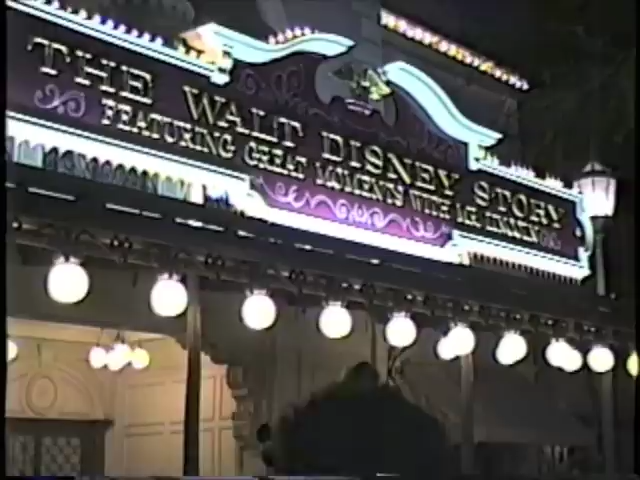 THE WALT DISNEY STORY
FEATURING GREAT MOMENTS WITH MR. LINCOLN